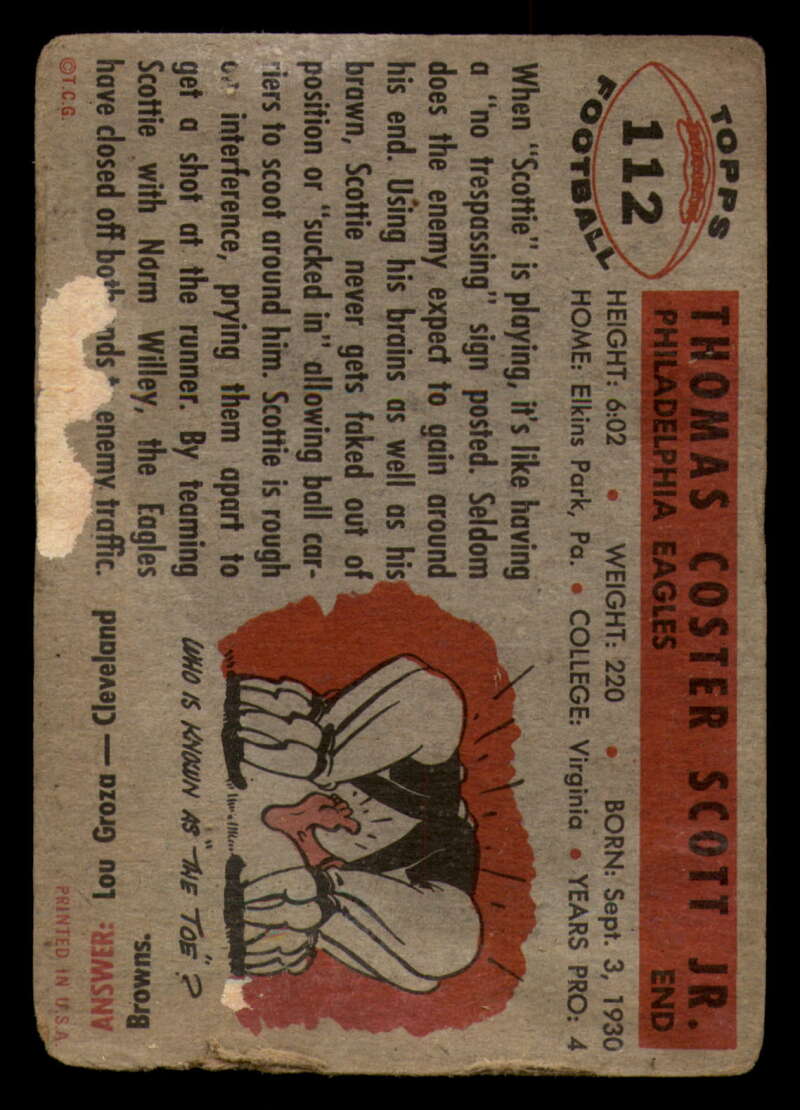 TOPPS
112
FOOTBALL
THOMAS COSTER SCOTT JR.
PHILADELPHIA EAGLES END
HEIGHT: 6:02 • WEIGHT: 220 • BORN: Sept. 3, 1930
HOME: Elkins Park, Pa. • COLLEGE: Virginia • YEARS PRO: 4
When "Scottie" is playing, it's like having
a "no trespassing" sign posted. Seldom
does the enemy expect to gain around
his end. Using his brains as well as his
brawn, Scottie never gets faked out of
position or "sucked in" allowing ball car-
riers to scoot around him. Scottie is rough
interference, prying them apart to
get a shot at the runner. By teaming
Scottie with Norm Willey, the Eagles
have closed off both enemy traffic.
WHO IS KNOWN AS "THE TOE"?
ANSWER: Lou Groza — Cleveland
Browns.
©T.C.G.
PRINTED IN U.S.A.